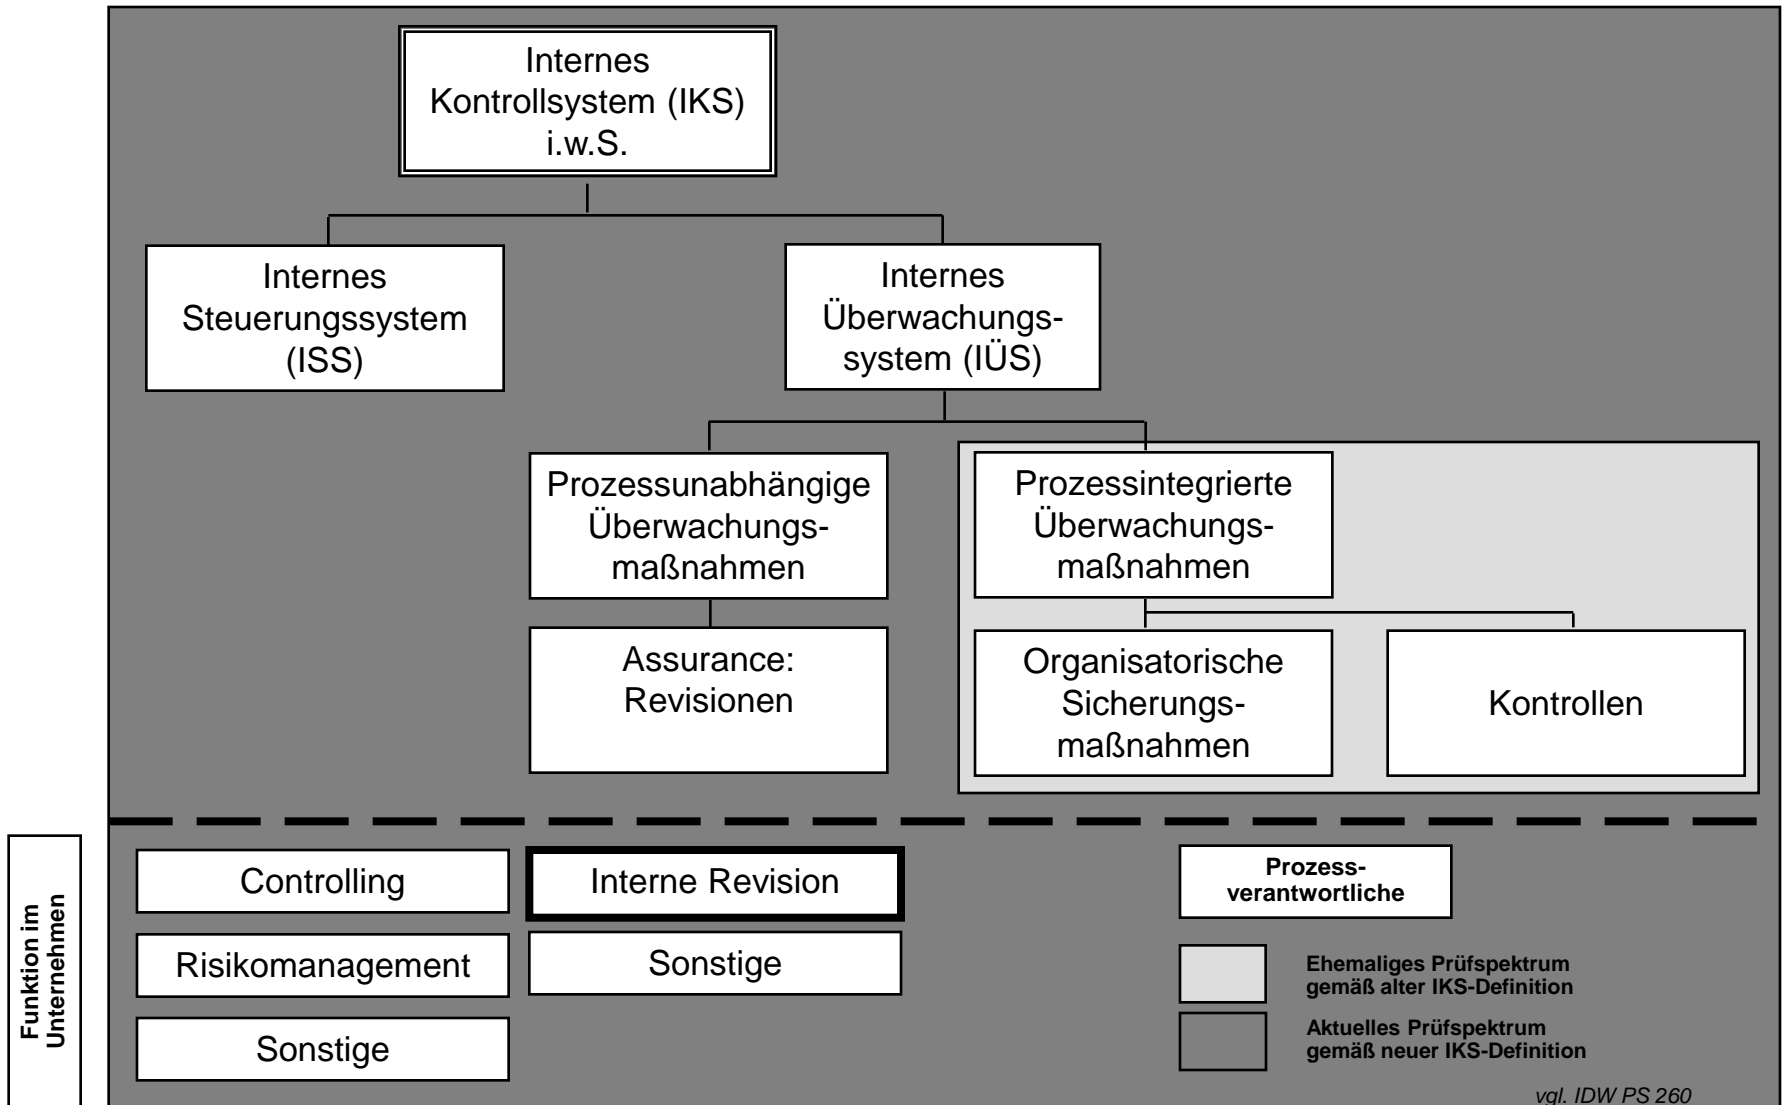 Internes
Kontrollsystem (IKS)
i.w.S.
Internes
Steuerungssystem
(ISS)
Internes
Überwachungs-
system (IÜS)
Prozessunabhängige
Überwachungs-
maßnahmen
Prozessintegrierte
Überwachungs-
maßnahmen
Assurance:
Revisionen
Organisatorische
Sicherungs-
maßnahmen
Kontrollen
Funktion im
Unternehmen
Controlling
Risikomanagement
Sonstige
Interne Revision
Sonstige
Prozess-
verantwortliche
Ehemaliges Prüfspektrum
gemäß alter IKS-Definition
Aktuelles Prüfspektrum
gemäß neuer IKS-Definition
vgl. IDW PS 260